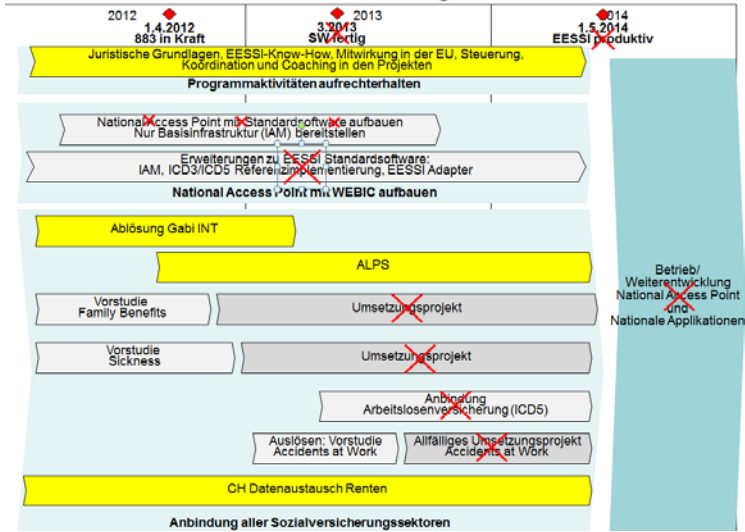 2012
2013
2014
1.4.2012
883 in Kraft
3.2013
SW fertig
1.5.2014
EESSI produktiv
Juristische Grundlagen, EESSI-Know-How, Mitwirkung in der EU, Steuerung,
Koordination und Coaching in den Projekten
Programmaktivitäten aufrechterhalten
National Access Point mit Standardsoftware aufbauen
Nur Basisinfrastruktur (IAM) bereitstellen
Erweiterungen zu EESSI Standardsoftware:
IAM, ICD3/ICD5 Referenzimplementierung, EESSI Adapter
National Access Point mit WEBIC aufbauen
Ablösung Gabi INT
ALPS
Vorstudie
Family Benefits
Umsetzungsprojekt
Vorstudie
Sickness
Umsetzungsprojekt
Anbindung
Arbeitslosenversicherung (ICD5)
Auslösen: Vorstudie
Accidents at Work
Allfälliges Umsetzungsprojekt
Accidents at Work
CH Datenaustausch Renten
Anbindung aller Sozialversicherungssektoren
Betrieb/
Weiterentwicklung
National Access Point
und
Nationale Applikationen